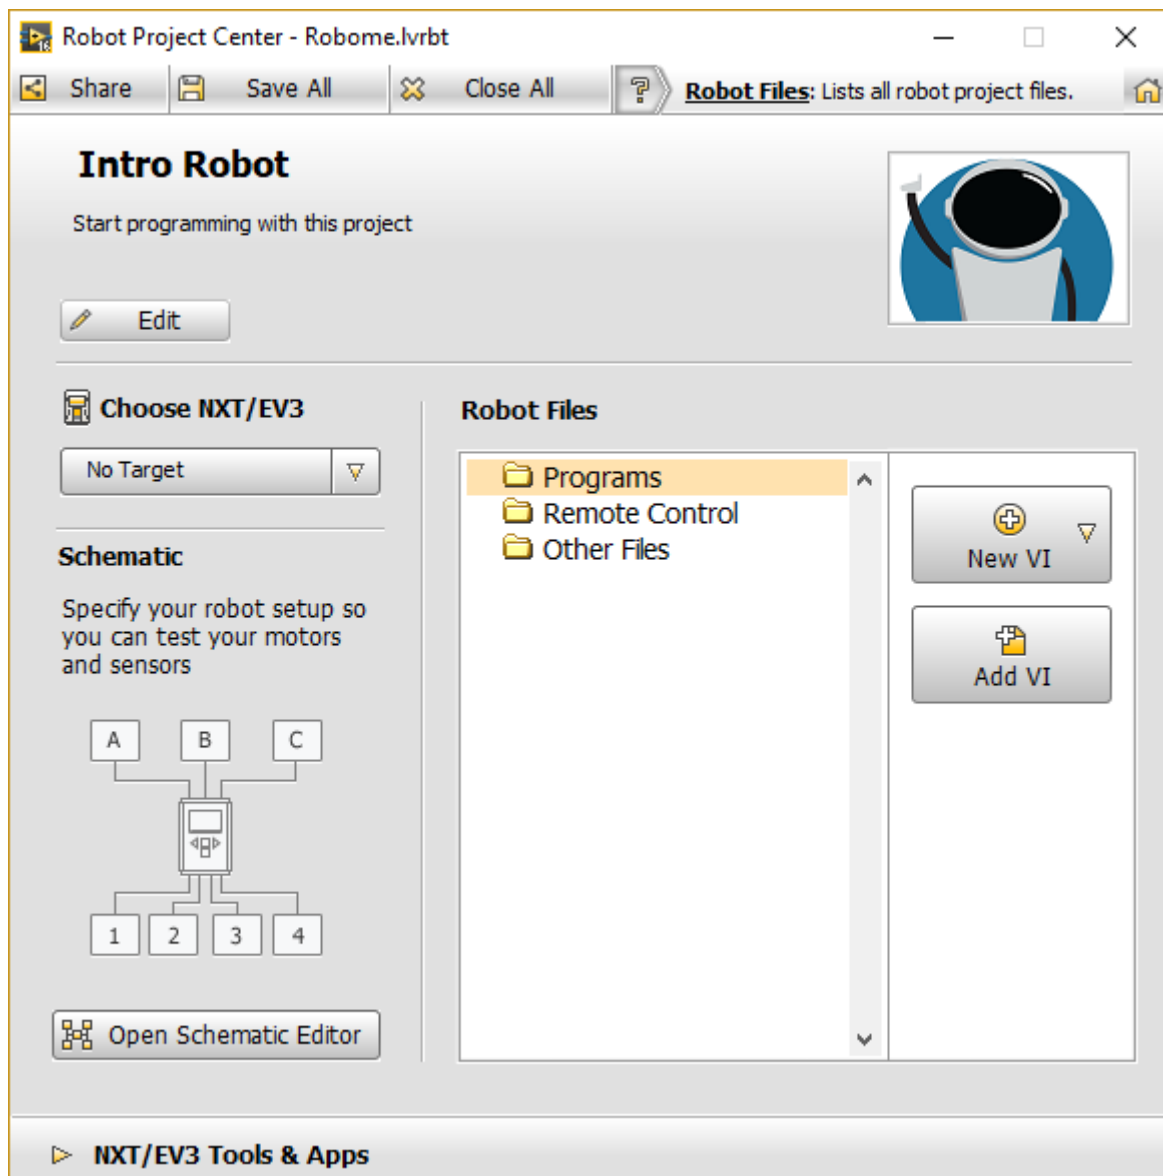 Robot Project Center - Robome.lvrbt
Share Save All Close All ? Robot Files: Lists all robot project files.
Intro Robot
Start programming with this project
Edit
Choose NXT/EV3
No Target
Schematic
Specify your robot setup so
you can test your motors
and sensors
A B C
1 2 3 4
Open Schematic Editor
Robot Files
Programs
Remote Control
Other Files
New VI
Add VI
NXT/EV3 Tools & Apps